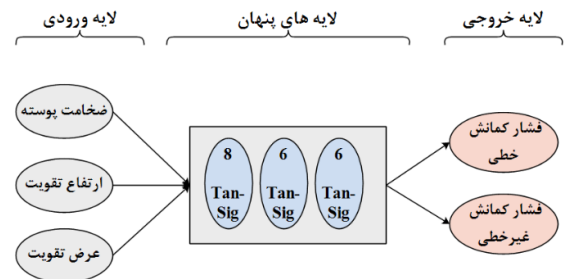 لایه ورودی
لایه های پنهان
لایه خروجی
ضخامت پوسته
ارتفاع تقویت
عرض تقویت
8
Tan-
Sig
6
Tan-
Sig
6
Tan-
Sig
فشار کمانش
خطی
فشار کمانش
غیرخطی